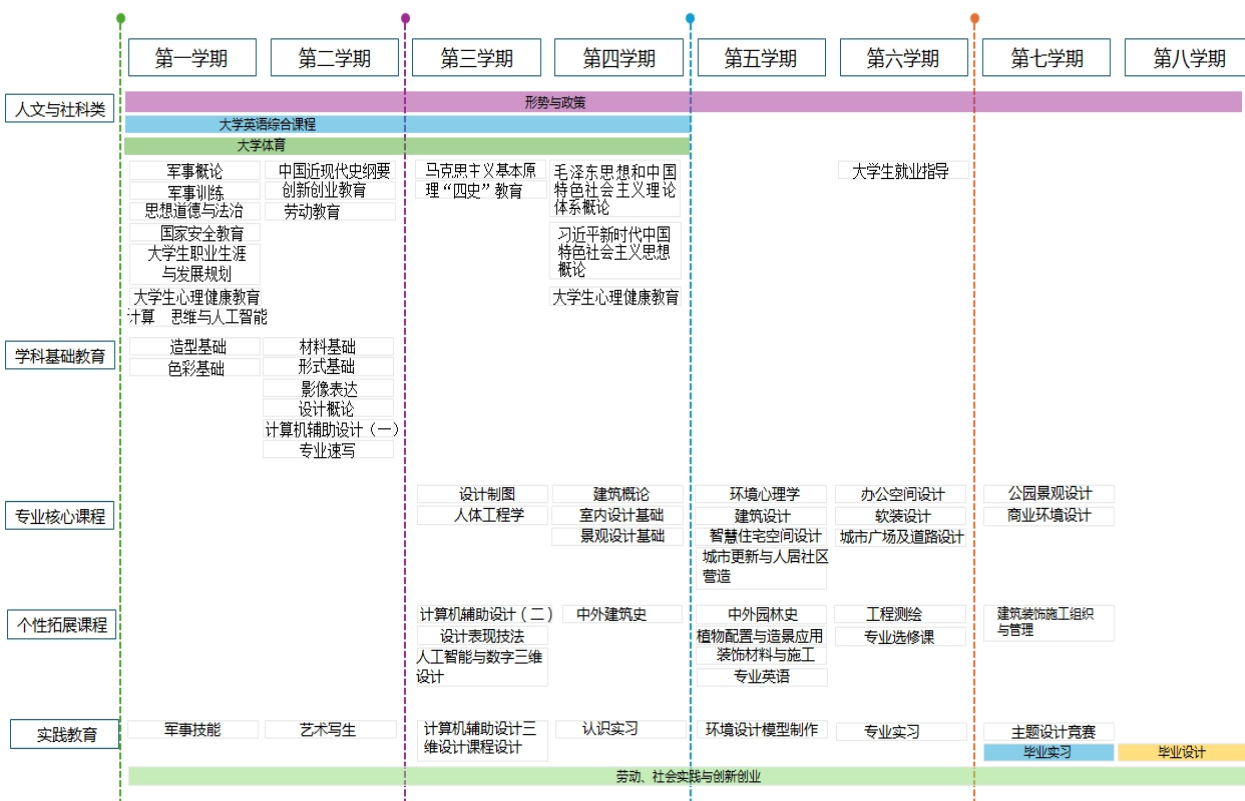 第一学期 第二学期 第三学期 第四学期 第五学期 第六学期 第七学期 第八学期
人文与社科类
形势与政策
大学英语综合课程
大学体育
军事概论
军事训练
思想道德与法治
国家安全教育
大学生职业生涯
与发展规划
大学生心理健康教育
计算 思维与人工智能
中国近现代史纲要
创新创业教育
劳动教育
马克思主义基本原
理“四史”教育
毛泽东思想和中国
特色社会主义理论
体系概论
习近平新时代中国
特色社会主义思想
概论
大学生心理健康教育
大学生就业指导
学科基础教育
造型基础
色彩基础
材料基础
形式基础
影像表达
设计概论
计算机辅助设计（一）
专业速写
专业核心课程
设计制图
人体工程学
建筑概论
室内设计基础
景观设计基础
环境心理学
建筑设计
智慧住宅空间设计
城市更新与人居社区
营造
办公空间设计
软装设计
城市广场及道路设计
公园景观设计
商业环境设计
个性拓展课程
计算机辅助设计（二）
设计表现技法
人工智能与数字三维
设计
中外建筑史
中外园林史
植物配置与造景应用
装饰材料与施工
专业英语
工程测绘
专业选修课
建筑装饰施工组织
与管理
实践教育
军事技能
艺术写生
计算机辅助设计三
维设计课程设计
认识实习
环境设计模型制作
专业实习
主题设计竞赛
毕业实习
毕业设计
劳动、社会实践与创新创业